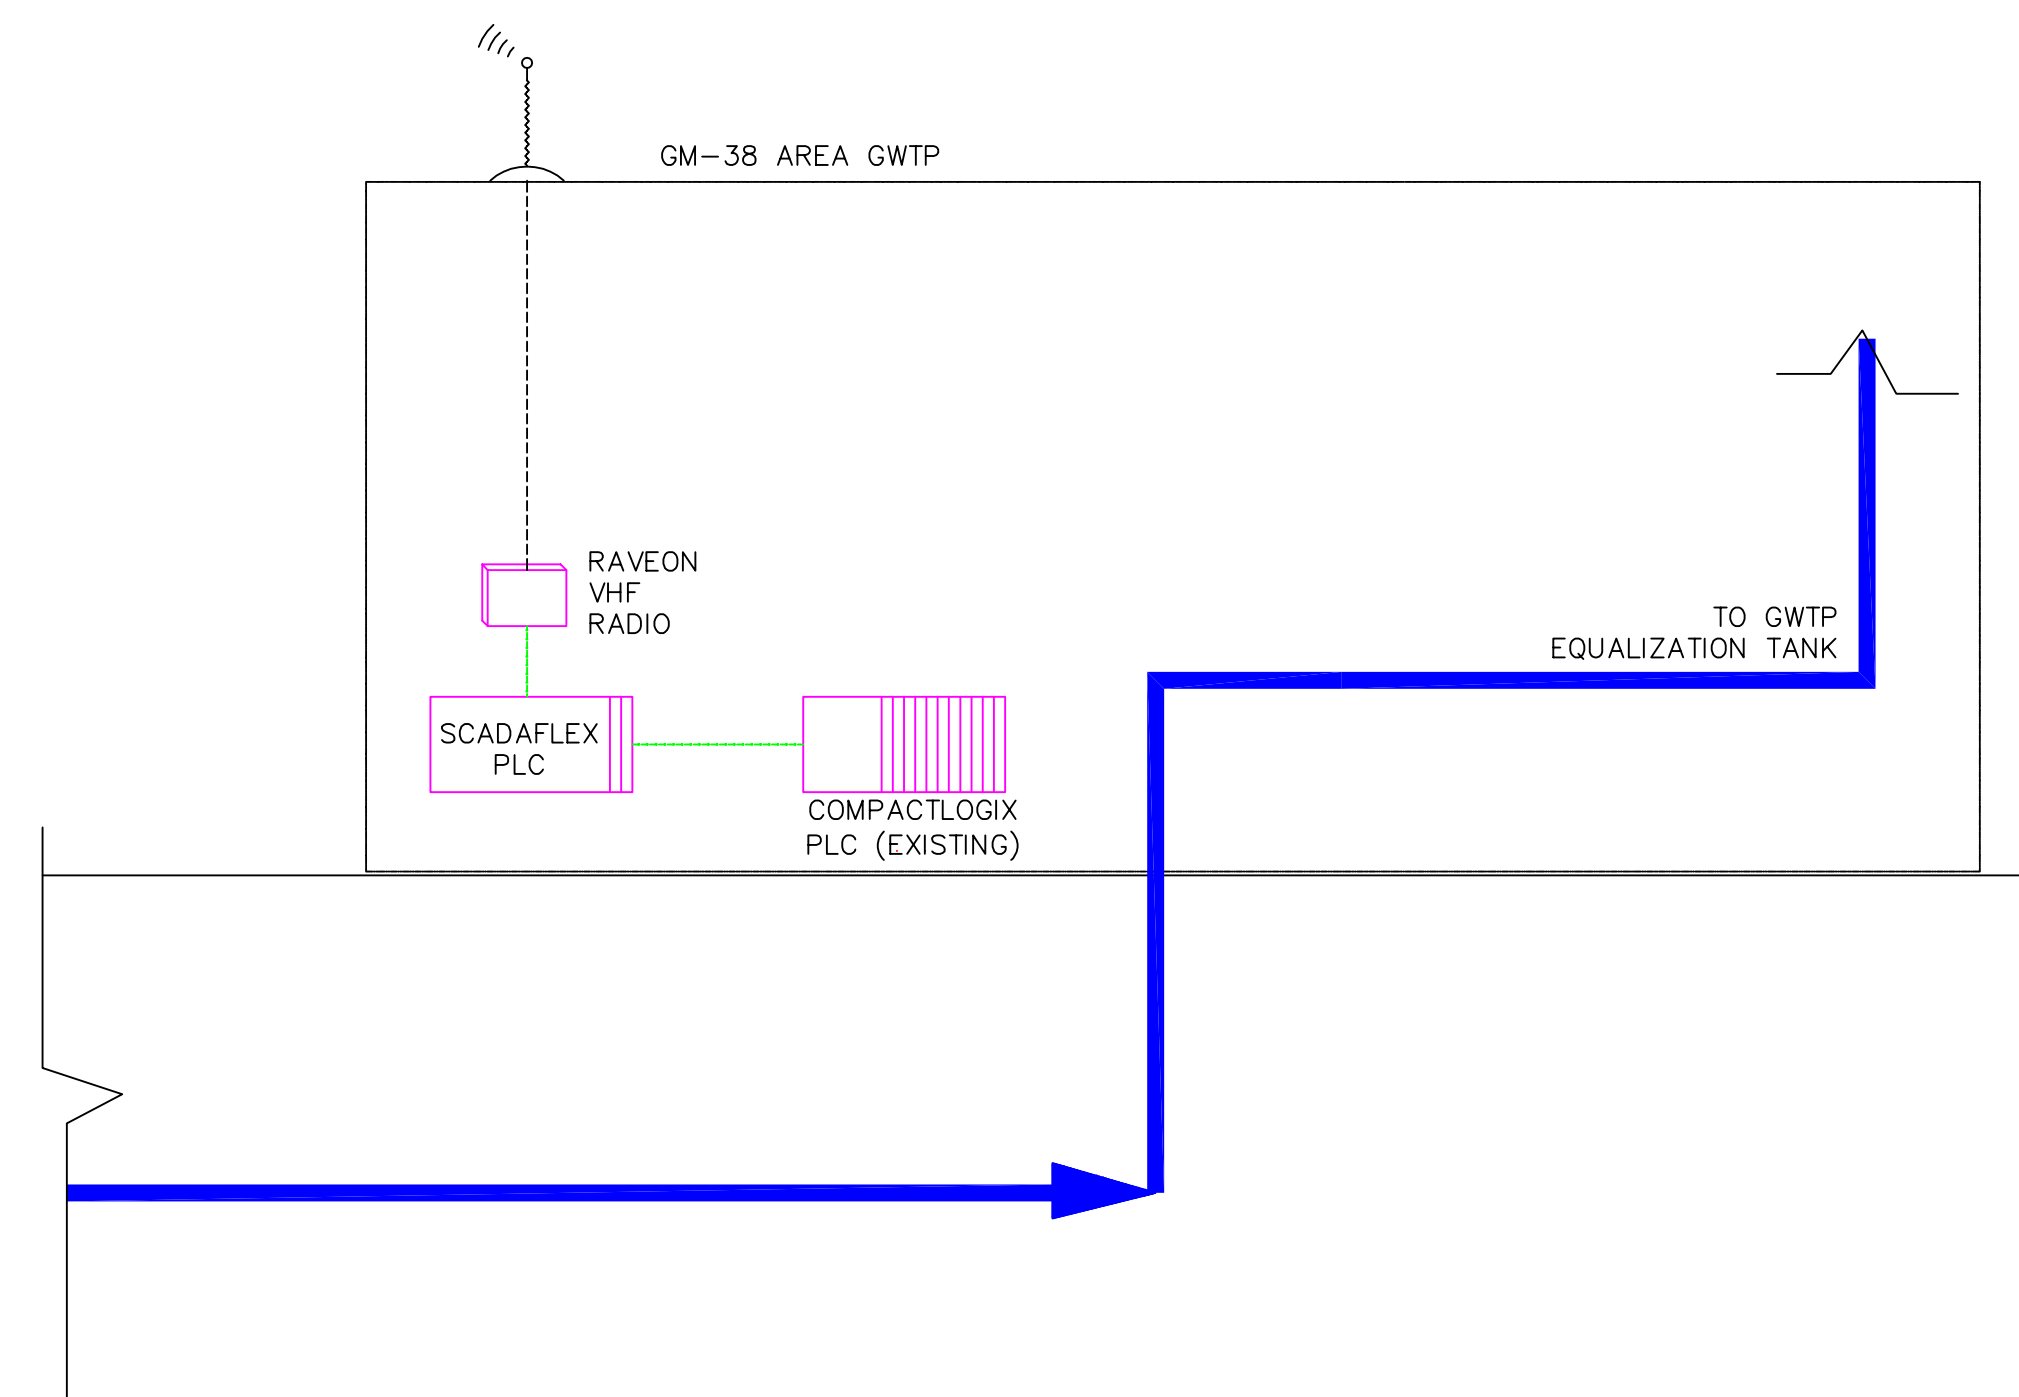 GM-38 AREA GWTP
RAVEON
VHF
RADIO
TO GWTP
EQUALIZATION TANK
SCADAFLEX
PLC
COMPACTLOGIX
PLC (EXISTING)